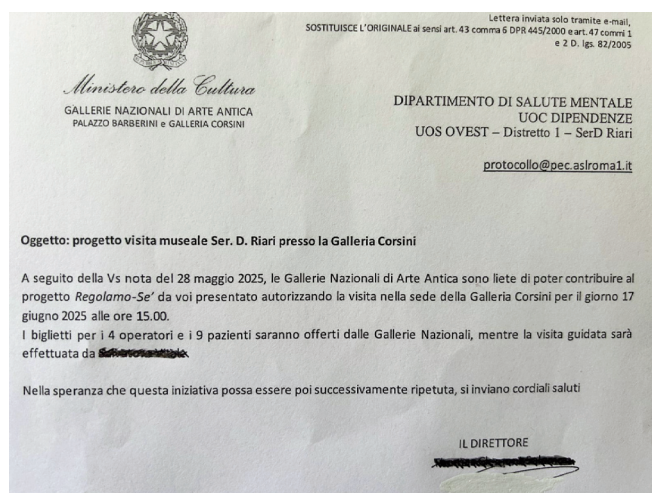 Lettera inviata solo tramite e-mail,
SOSTITUISCE L'ORIGINALE ai sensi art. 43 comma 6 DPR 445/2000 e art. 47 commi 1
e 2 D. lgs. 82/2005
Ministero della Cultura
GALLERIE NAZIONALI DI ARTE ANTICA
PALAZZO BARBERINI e GALLERIA CORSINI
DIPARTIMENTO DI SALUTE MENTALE
UOC DIPENDENZE
UOS OVEST – Distretto 1 – SerD Riari
protocollo@pec.aslroma1.it
Oggetto: progetto visita museale Ser. D. Riari presso la Galleria Corsini
A seguito della Vs nota del 28 maggio 2025, le Gallerie Nazionali di Arte Antica sono liete di poter contribuire al
progetto Regolamo-Se’ da voi presentato autorizzando la visita nella sede della Galleria Corsini per il giorno 17
giugno 2025 alle ore 15.00.
I biglietti per i 4 operatori e i 9 pazienti saranno offerti dalle Gallerie Nazionali, mentre la visita guidata sarà
effettuata da
Nella speranza che questa iniziativa possa essere poi successivamente ripetuta, si inviano cordiali saluti
IL DIRETTORE